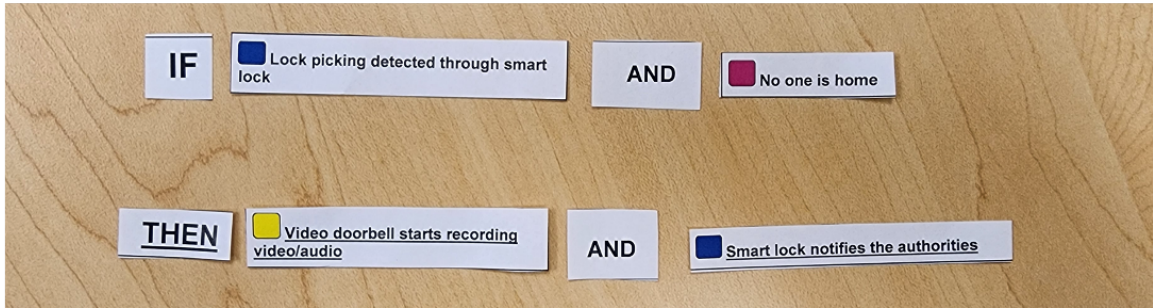 IF
Lock picking detected through smart
lock
AND
No one is home
THEN
Video doorbell starts recording
video/audio
AND
Smart lock notifies the authorities